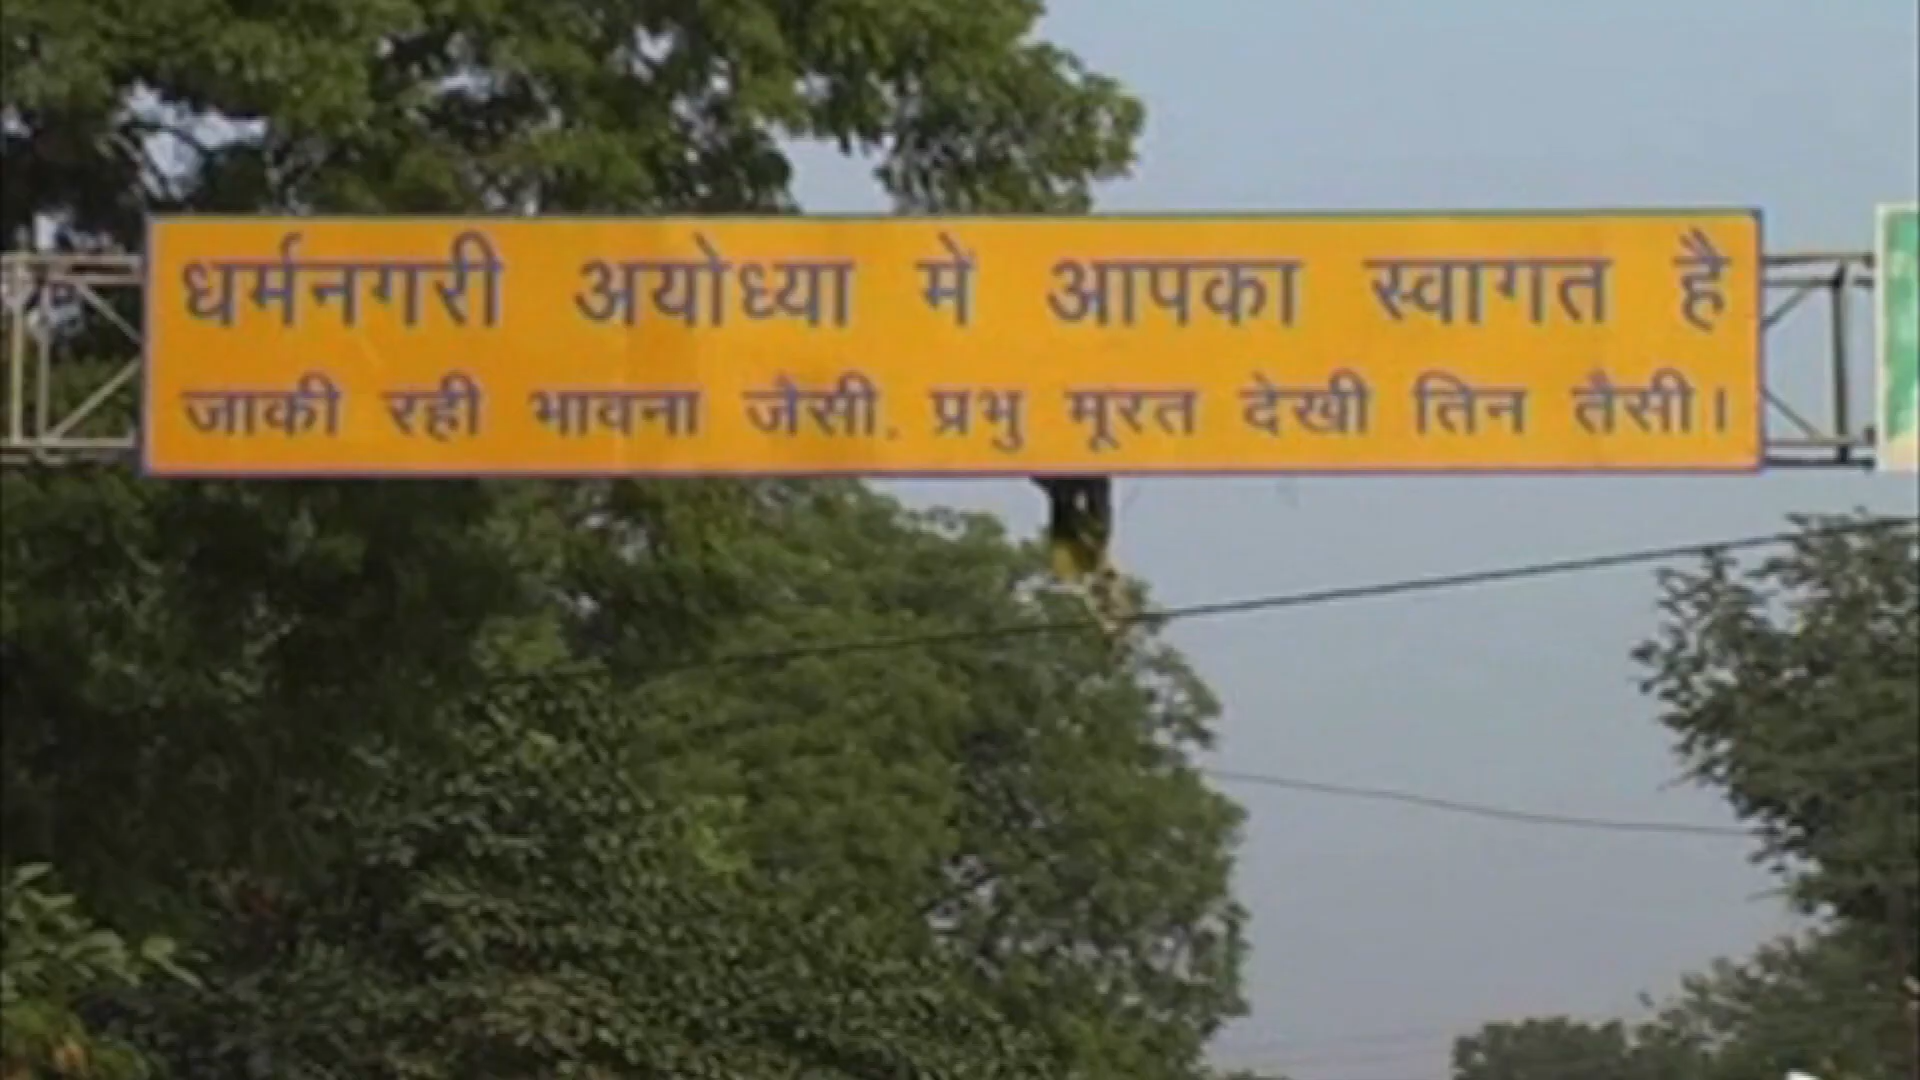 धर्मनगरी अयोध्या में आपका स्वागत है
जाकी रही भावना जैसी. प्रभु मूरत देखी तिन तैसी।